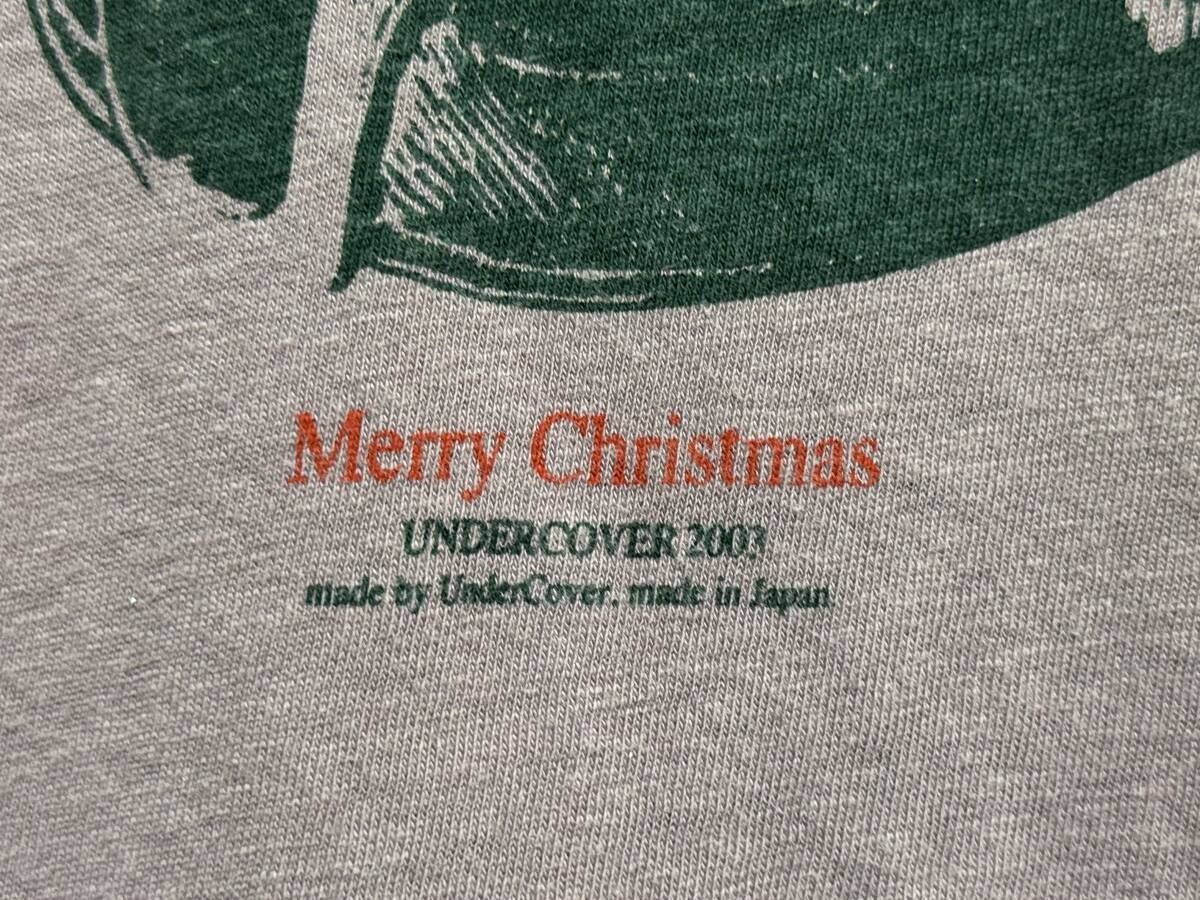 Merry Christmas
UNDERCOVER 2003
made by UnderCover. made in Japan